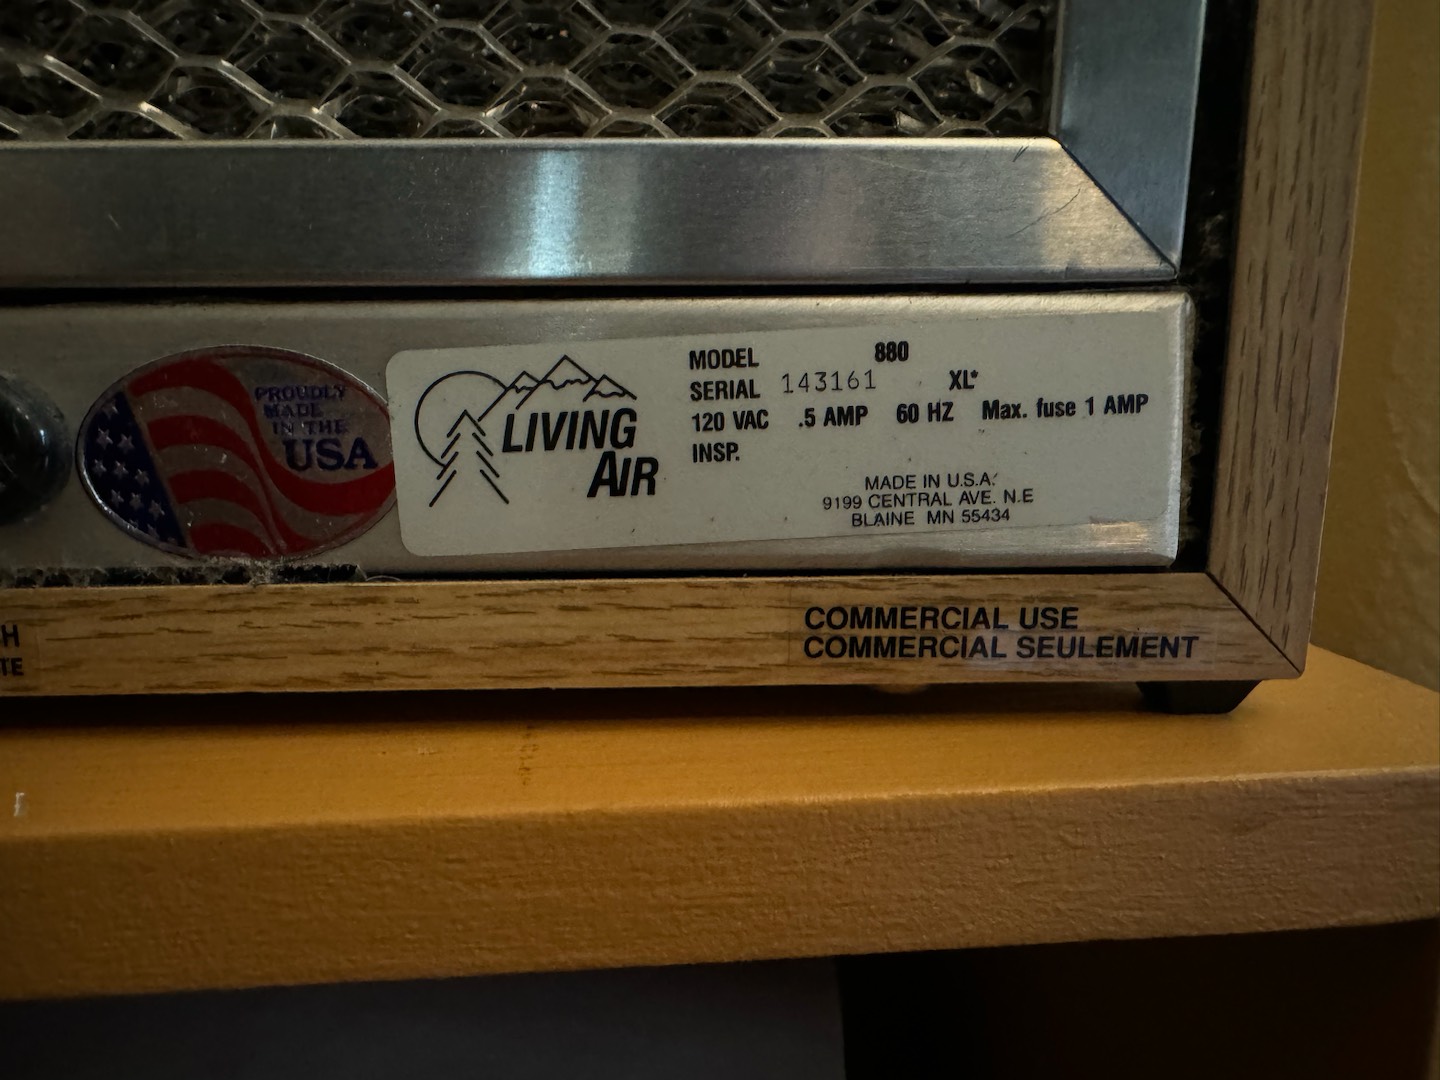 PROUDLY
MADE
IN THE
USA
LIVING
AIR
MODEL 880
SERIAL 143161 XL*
120 VAC .5 AMP 60 HZ Max. fuse 1 AMP
INSP.
MADE IN U.S.A.
9199 CENTRAL AVE. N.E
BLAINE MN 55434
COMMERCIAL USE
COMMERCIAL SEULEMENT